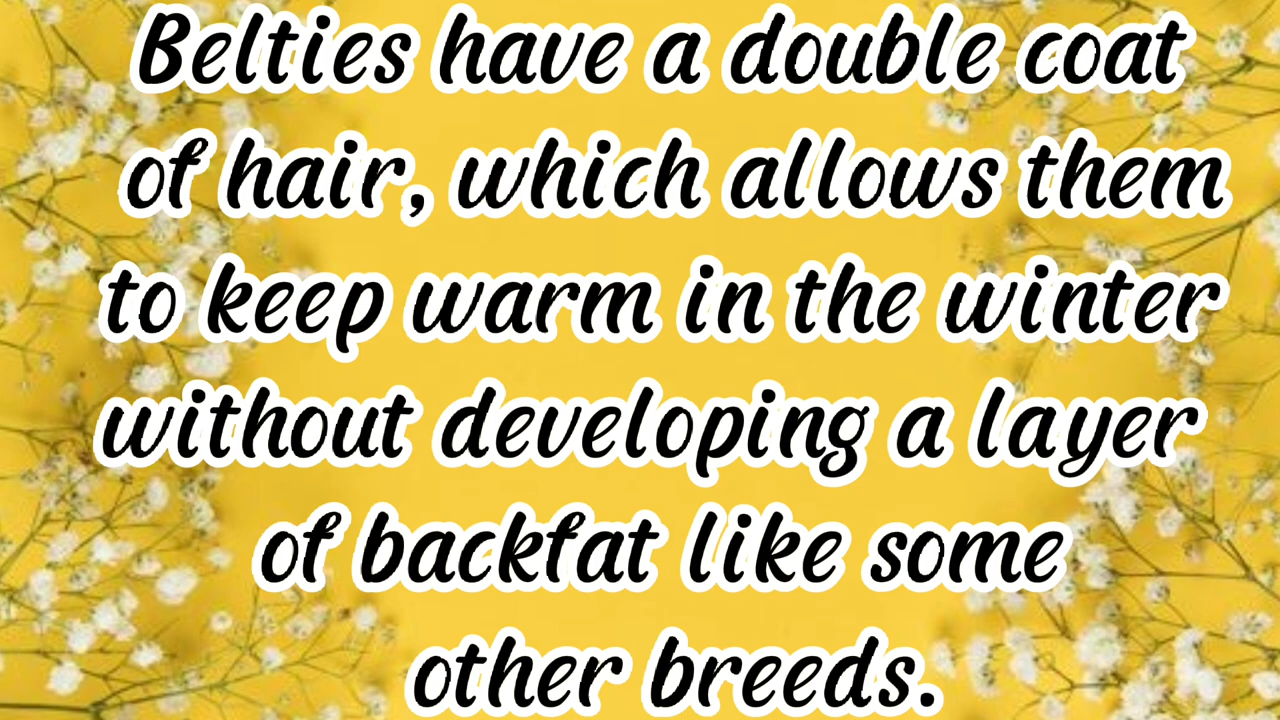 Belties have a double coat
of hair, which allows them
to keep warm in the winter
without developing a layer
of backfat like some
other breeds.